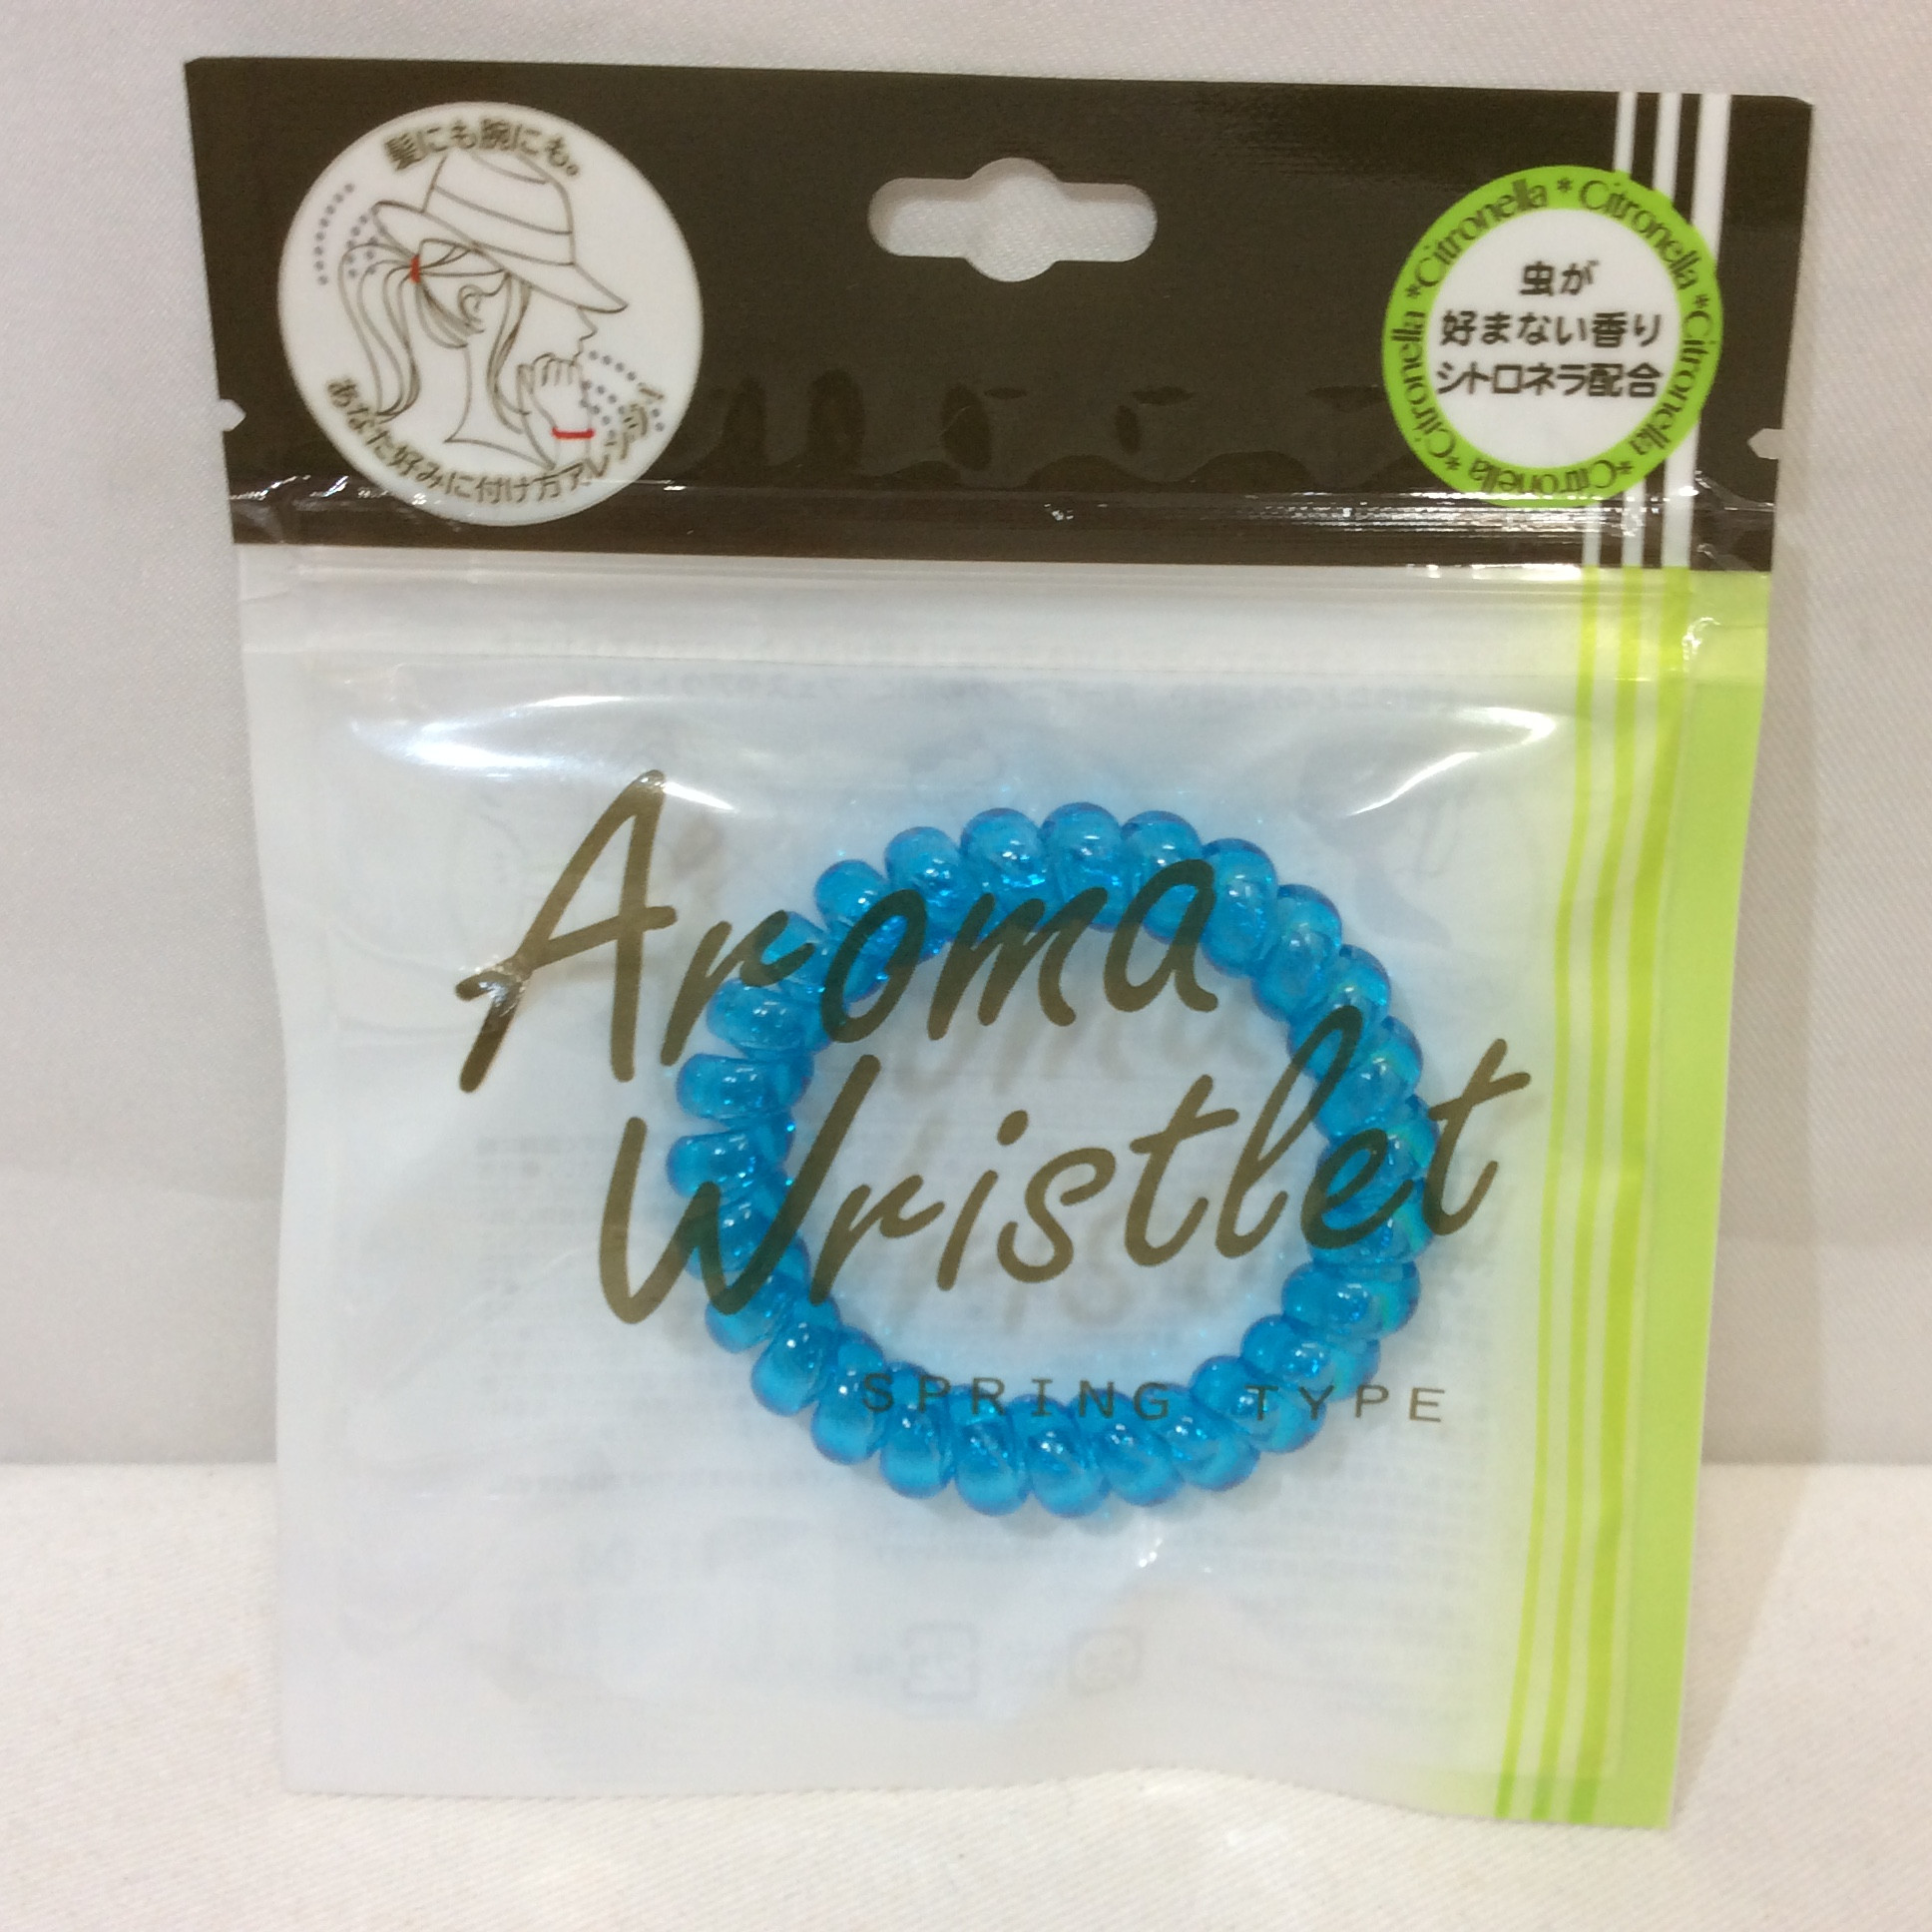 髪にも腕にも。
あなた好みに付け方アレンジ!
*Citronella *Citronella *Citronella *Citronella *Citronella
虫が
好まない香り
シトロネラ配合
Aroma
Wristlet
SPRING TYPE